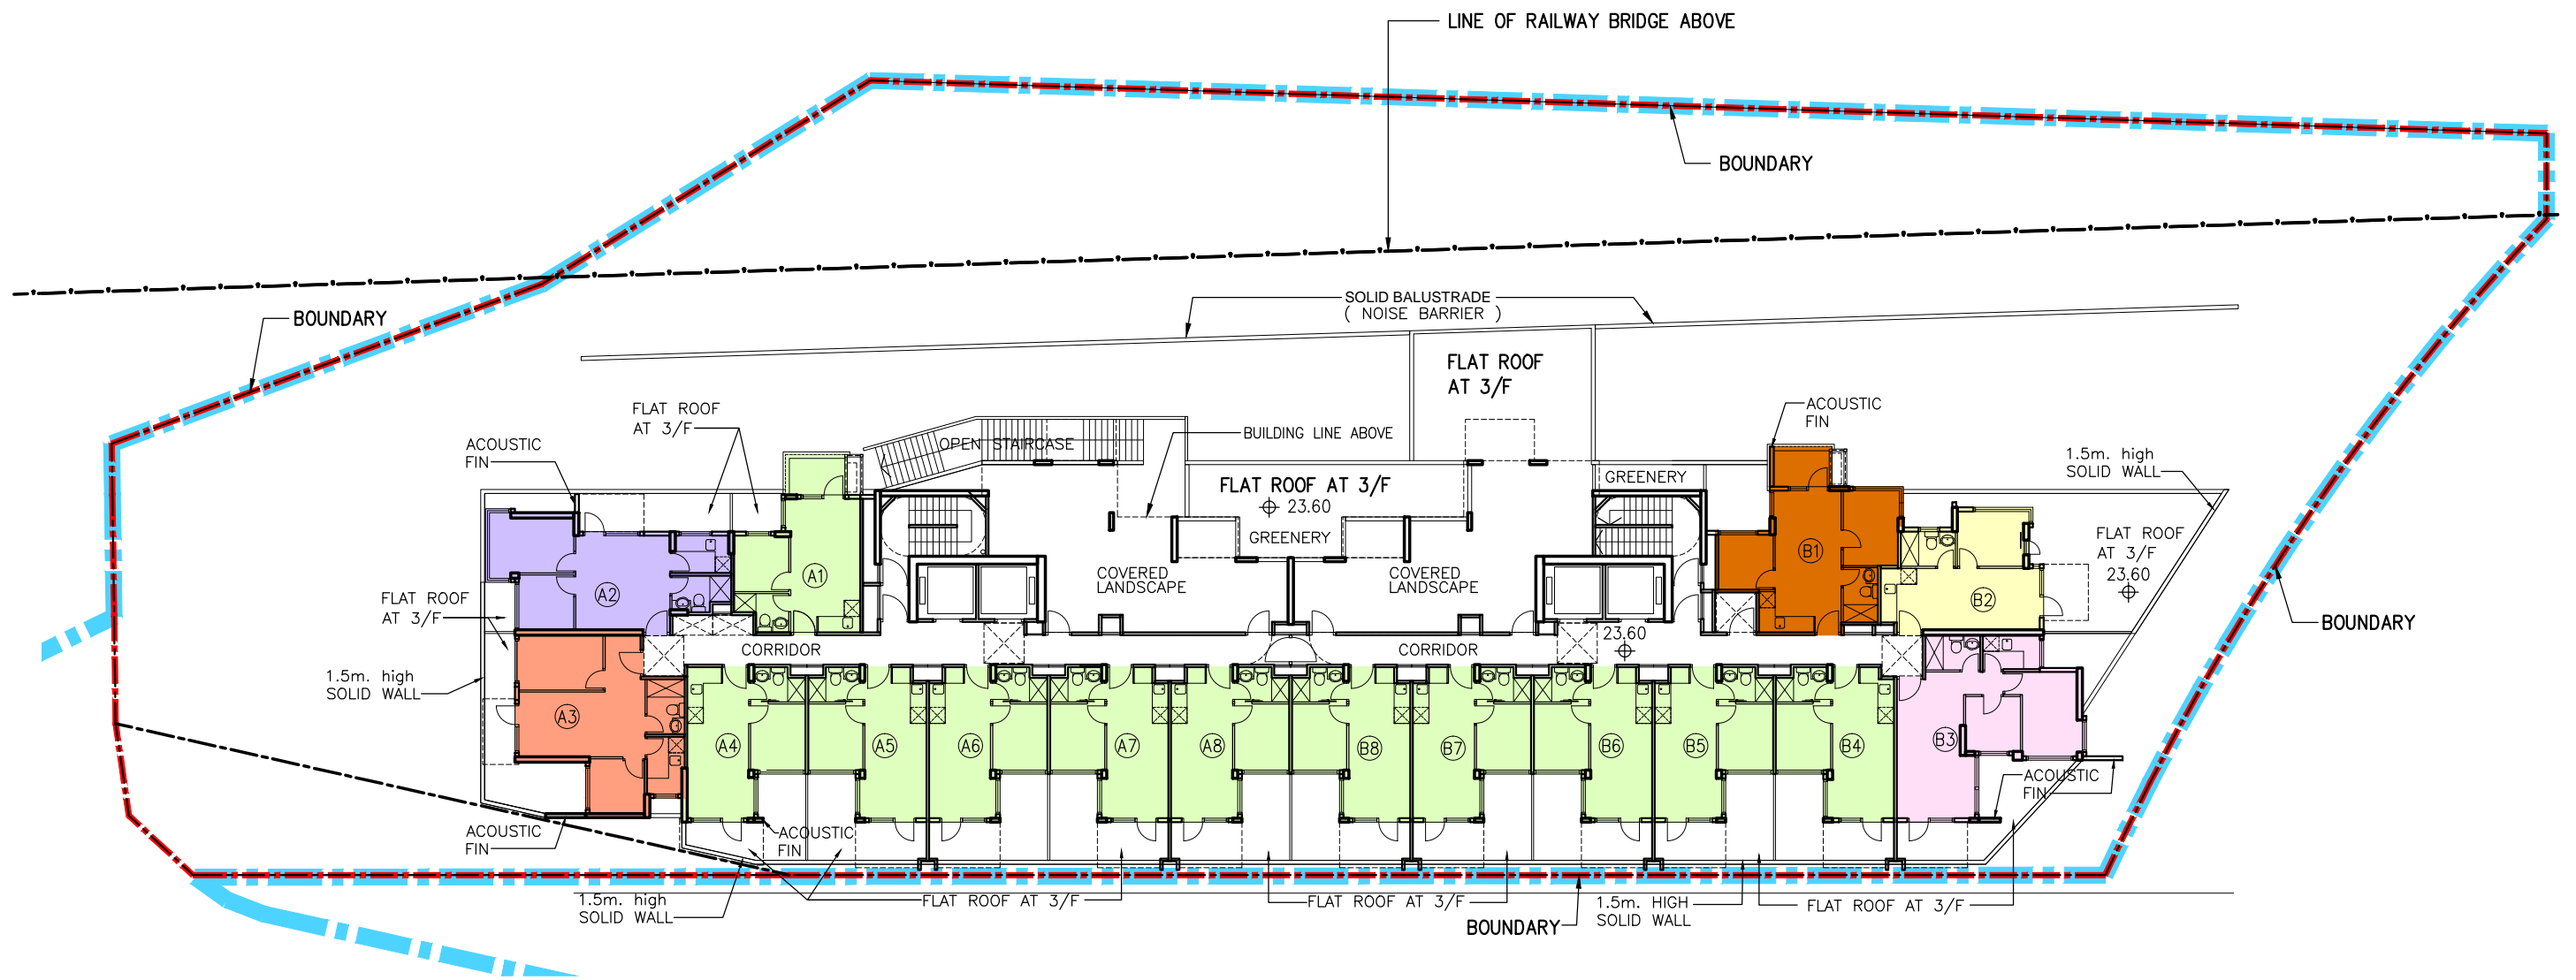 LINE OF RAILWAY BRIDGE ABOVE
BOUNDARY
BOUNDARY
SOLID BALUSTRADE
( NOISE BARRIER )
FLAT ROOF
AT 3/F
FLAT ROOF
AT 3/F
ACOUSTIC
FIN
ACOUSTIC
FIN
OPEN STAIRCASE
BUILDING LINE ABOVE
1.5m. high
SOLID WALL
GREENERY
FLAT ROOF AT 3/F
23.60
GREENERY
FLAT ROOF
AT 3/F
23.60
A1
A2
COVERED
LANDSCAPE
COVERED
LANDSCAPE
B1
B2
FLAT ROOF
AT 3/F
BOUNDARY
23.60
CORRIDOR
CORRIDOR
1.5m. high
SOLID WALL
A3
A4
A5
A6
A7
A8
B8
B7
B6
B5
B4
B3
ACOUSTIC
FIN
ACOUSTIC
FIN
ACOUSTIC
FIN
1.5m. high
SOLID WALL
FLAT ROOF AT 3/F
FLAT ROOF AT 3/F
1.5m. HIGH
SOLID WALL
FLAT ROOF AT 3/F
BOUNDARY